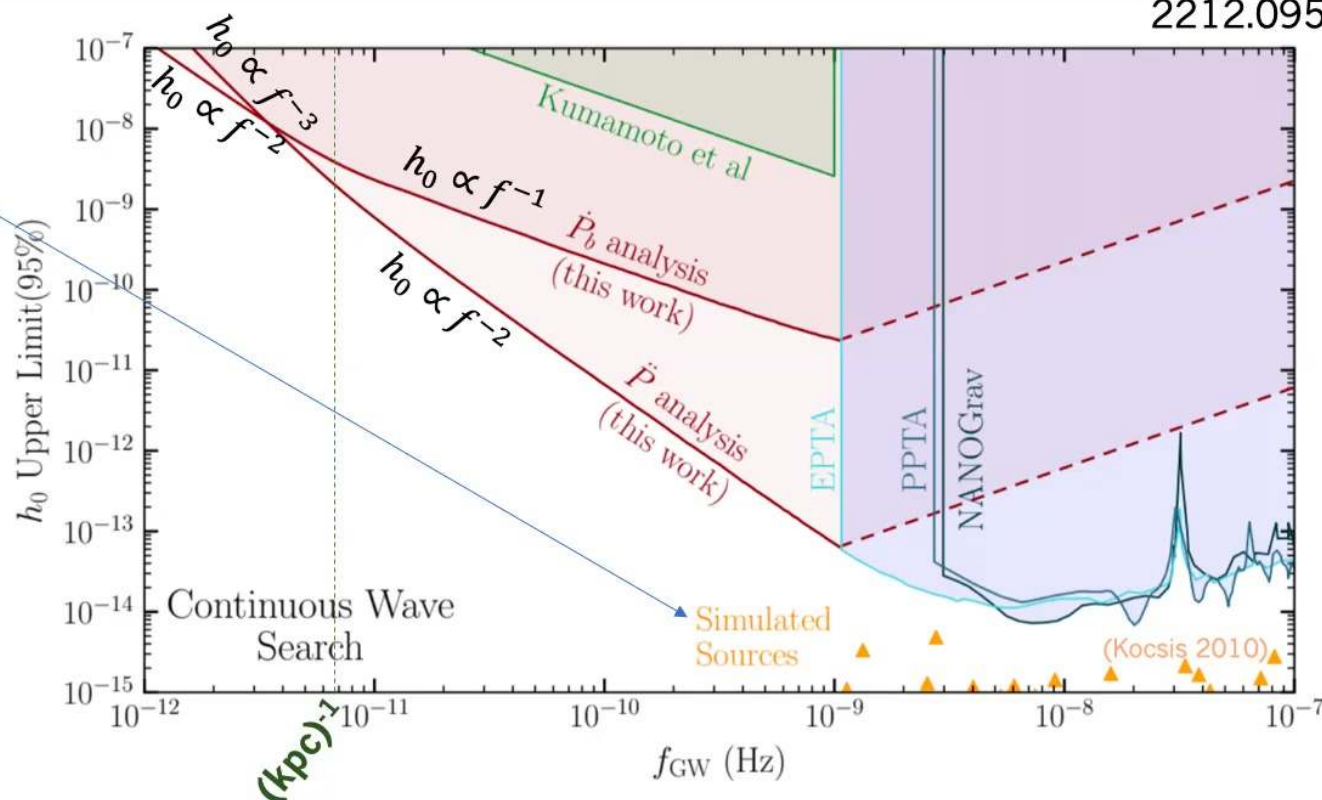 2212.095
10⁻⁷
10⁻⁸
10⁻⁹
10⁻¹⁰
10⁻¹¹
10⁻¹²
10⁻¹³
10⁻¹⁴
10⁻¹⁵
h₀ Upper Limit(95%)
h₀ ∝ f⁻³
h₀ ∝ f⁻²
h₀ ∝ f⁻¹
h₀ ∝ f⁻²
Kumamoto et al
Ṗb analysis
(this work)
P̈ analysis
(this work)
EPTA
PPTA
NANOGrav
Continuous Wave
Search
Simulated
Sources
(Kocsis 2010)
10⁻¹² 10⁻¹¹ 10⁻¹⁰ 10⁻⁹ 10⁻⁸ 10⁻⁷
(kpc)⁻¹
fGW (Hz)